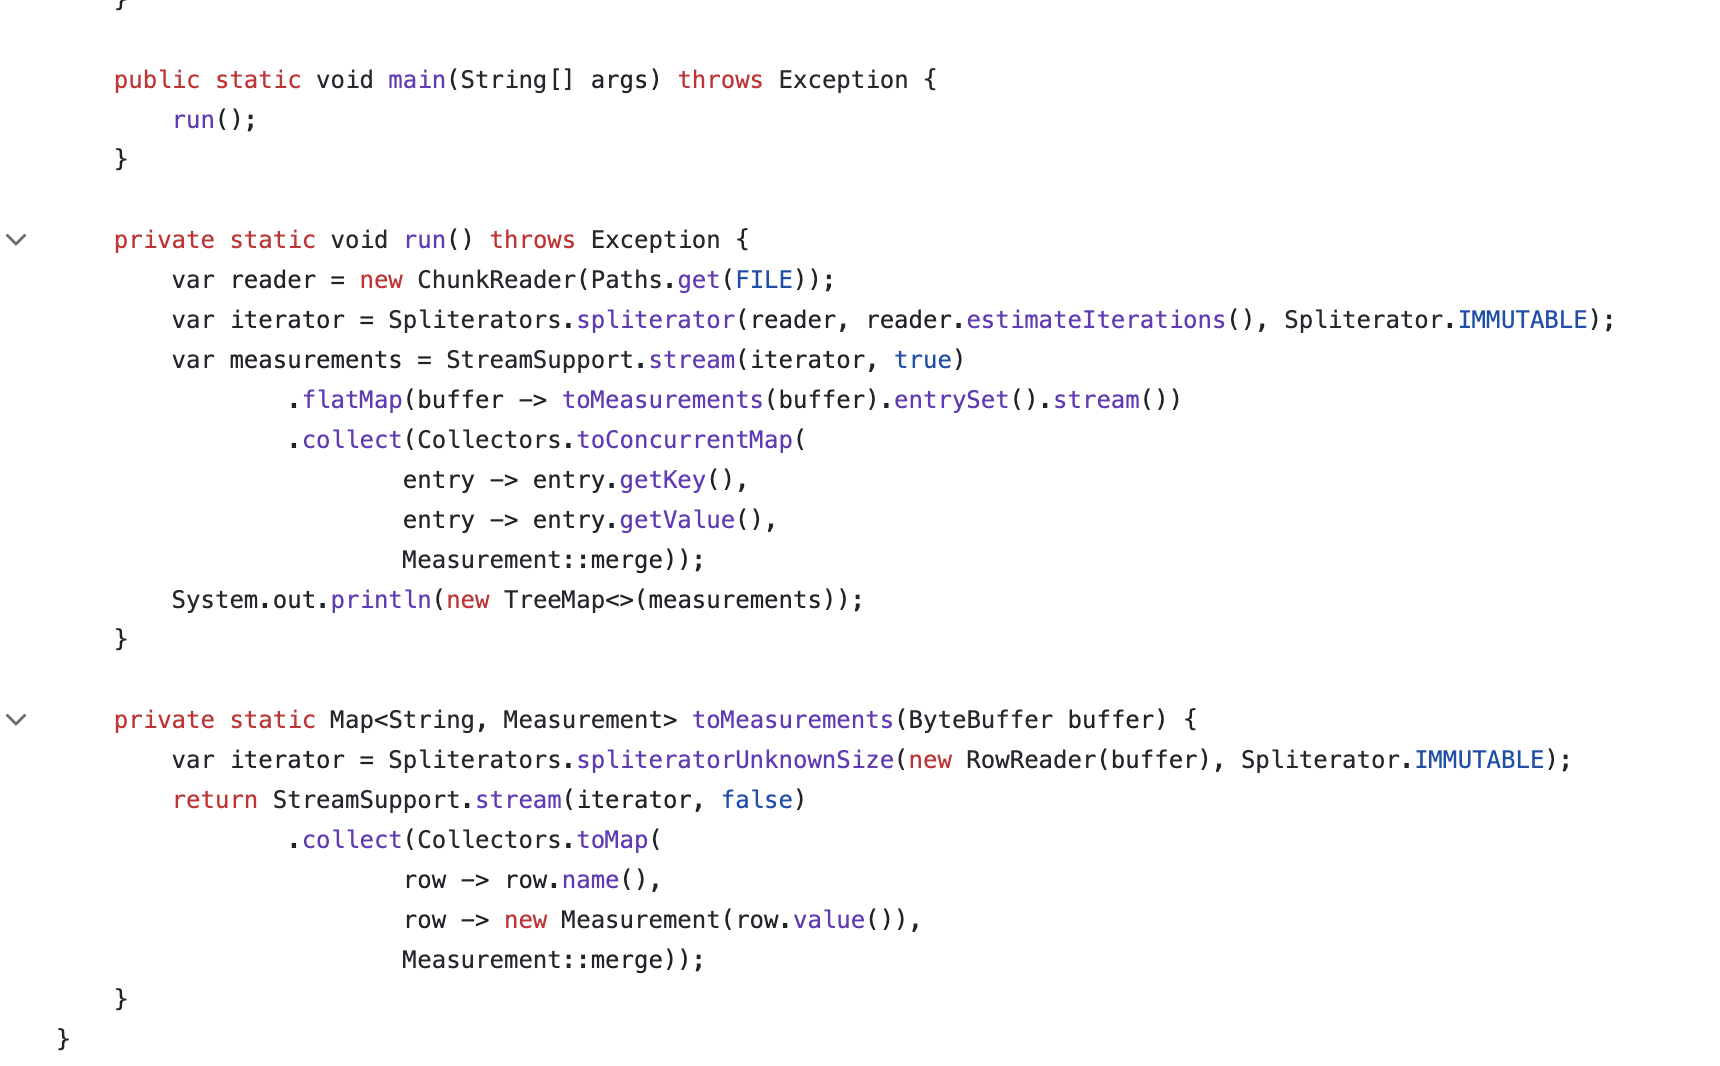 }
public static void main(String[] args) throws Exception {
run();
}
private static void run() throws Exception {
var reader = new ChunkReader(Paths.get(FILE));
var iterator = Spliterators.spliterator(reader, reader.estimateIterations(), Spliterator.IMMUTABLE);
var measurements = StreamSupport.stream(iterator, true)
.flatMap(buffer -> toMeasurements(buffer).entrySet().stream())
.collect(Collectors.toConcurrentMap(
entry -> entry.getKey(),
entry -> entry.getValue(),
Measurement::merge));
System.out.println(new TreeMap<>(measurements));
}
private static Map<String, Measurement> toMeasurements(ByteBuffer buffer) {
var iterator = Spliterators.spliteratorUnknownSize(new RowReader(buffer), Spliterator.IMMUTABLE);
return StreamSupport.stream(iterator, false)
.collect(Collectors.toMap(
row -> row.name(),
row -> new Measurement(row.value()),
Measurement::merge));
}
}